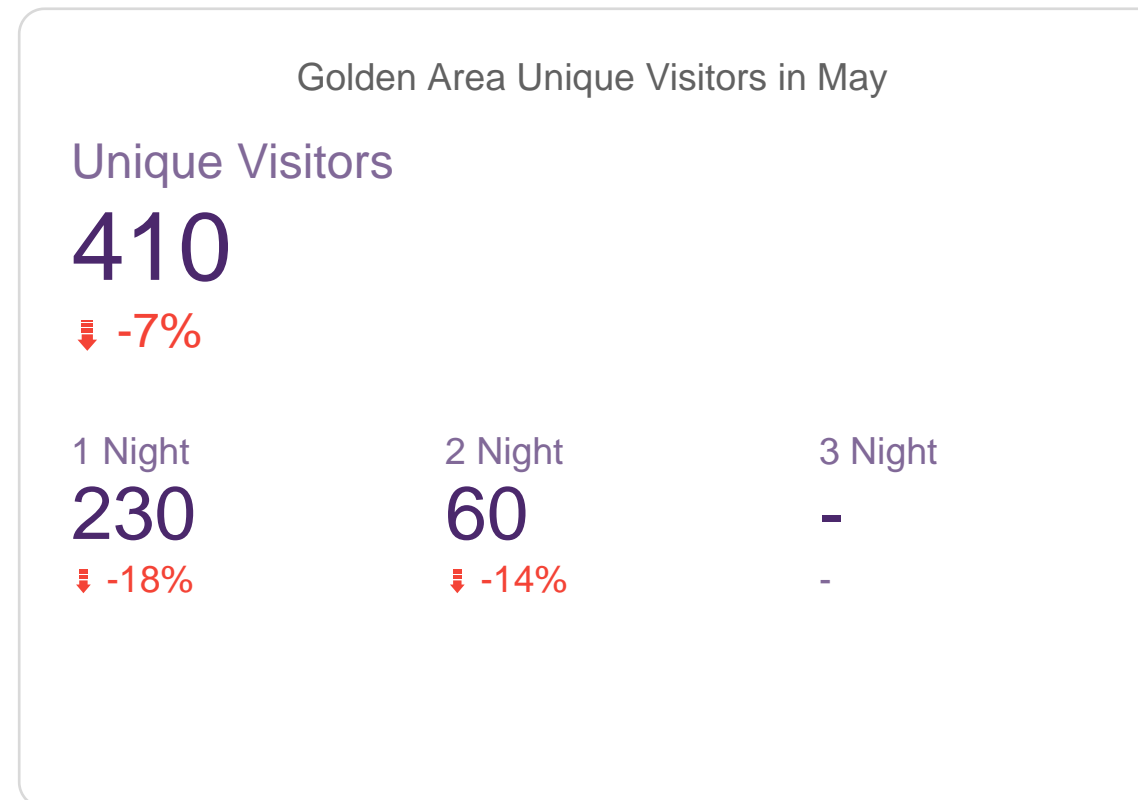 Golden Area Unique Visitors in May
Unique Visitors
410
-7%
1 Night 2 Night 3 Night
230 60 -
-18% -14% -